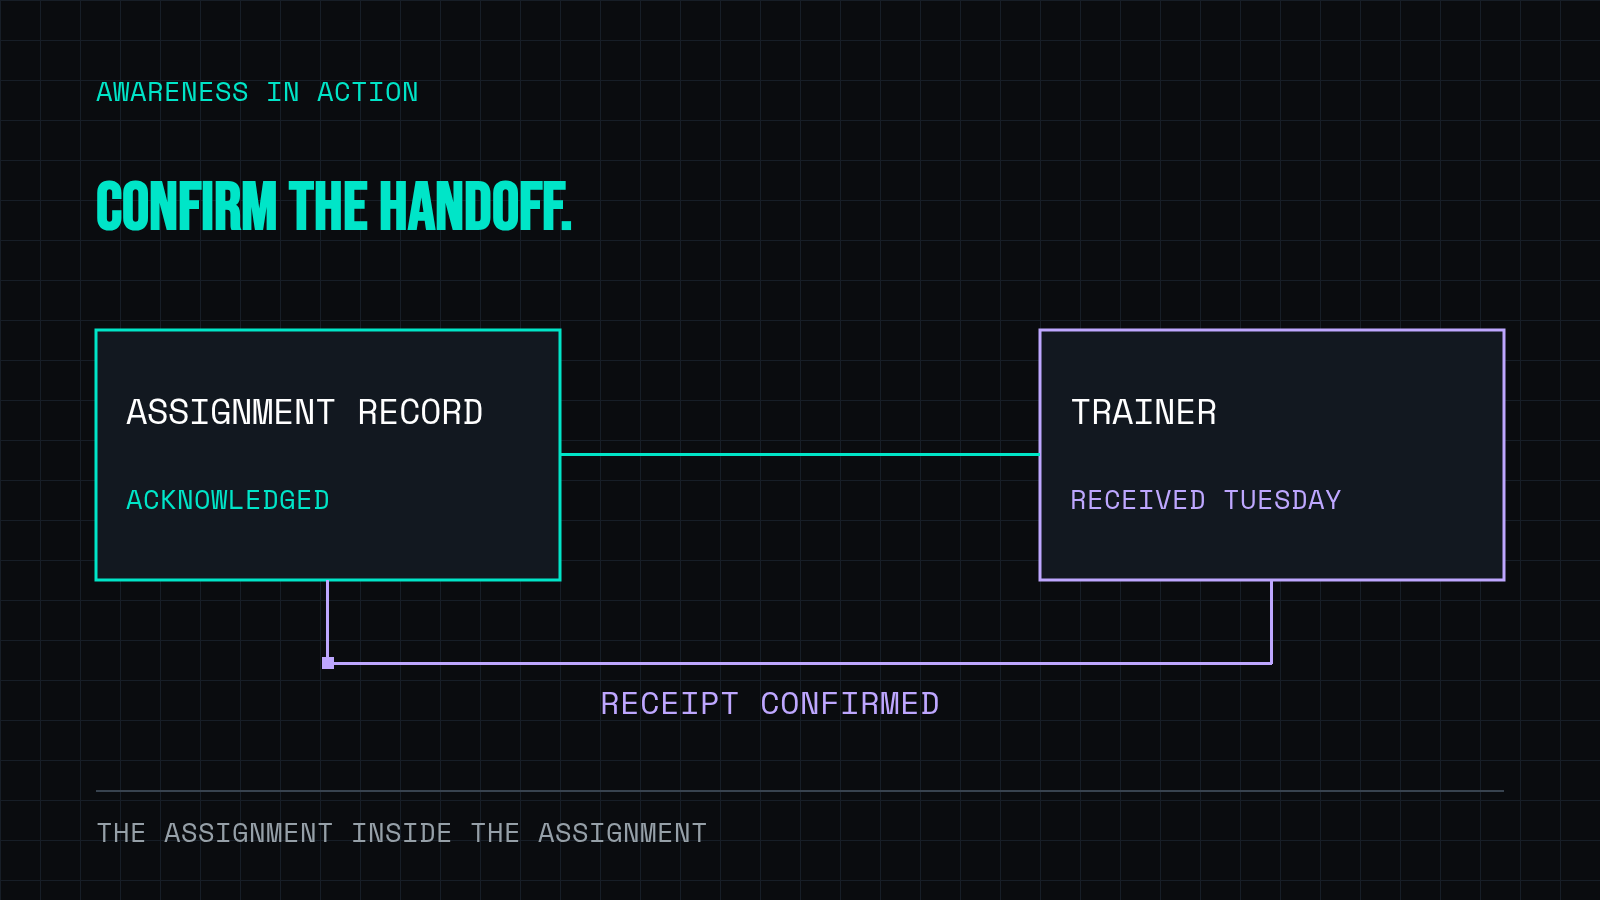 AWARENESS IN ACTION
CONFIRM THE HANDOFF.
ASSIGNMENT RECORD
ACKNOWLEDGED
TRAINER
RECEIVED TUESDAY
RECEIPT CONFIRMED
THE ASSIGNMENT INSIDE THE ASSIGNMENT